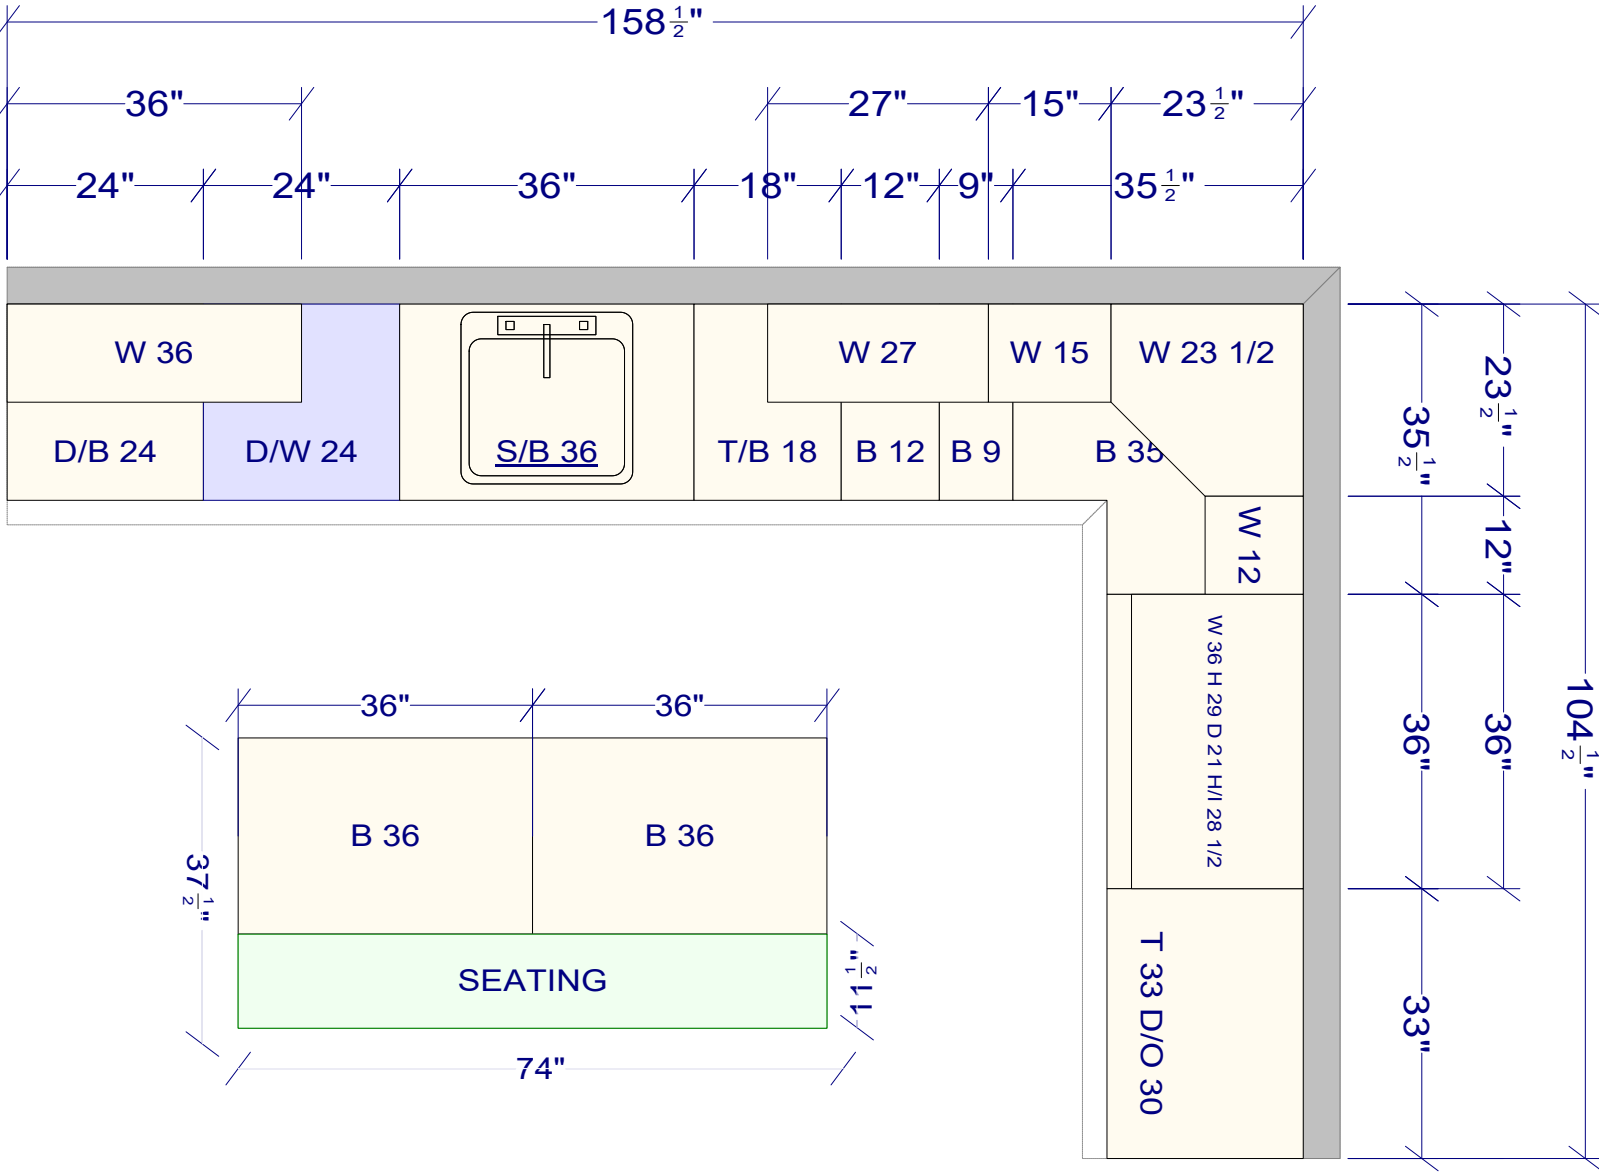 158 1/2"
36"
27"
15"
23 1/2"
24"
24"
36"
18"
12"
9"
35 1/2"
W 36
W 27
W 15
W 23 1/2
D/B 24
D/W 24
S/B 36
T/B 18
B 12
B 9
B 35
W 12
W 36 H 29 D 21 H/I 28 1/2
T 33 D/O 30
23 1/2"
35 1/2"
12"
36"
36"
104 1/2"
33"
36"
36"
B 36
B 36
37 1/2"
SEATING
11 1/2"
74"